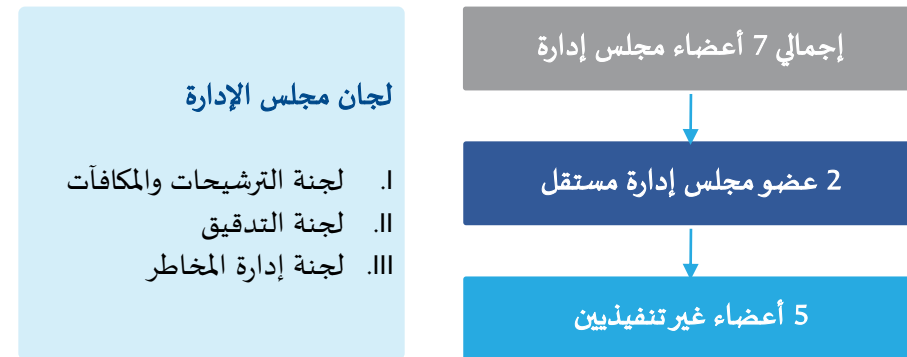 إجمالي 7 أعضاء مجلس إدارة
2 عضو مجلس إدارة مستقل
5 أعضاء غير تنفيذيين
لجان مجلس الإدارة
I. لجنة الترشيحات والمكافآت
II. لجنة التدقيق
III. لجنة إدارة المخاطر